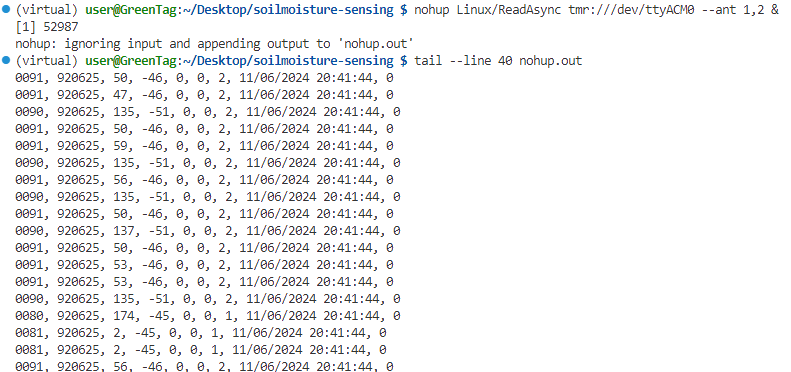 (virtual) user@GreenTag:~/Desktop/soilmoisture-sensing $ nohup Linux/ReadAsync tmr:///dev/ttyACM0 --ant 1,2 &
[1] 52987
nohup: ignoring input and appending output to 'nohup.out'
(virtual) user@GreenTag:~/Desktop/soilmoisture-sensing $ tail --line 40 nohup.out
0091, 920625, 50, -46, 0, 0, 2, 11/06/2024 20:41:44, 0
0091, 920625, 47, -46, 0, 0, 2, 11/06/2024 20:41:44, 0
0090, 920625, 135, -51, 0, 0, 2, 11/06/2024 20:41:44, 0
0091, 920625, 50, -46, 0, 0, 2, 11/06/2024 20:41:44, 0
0091, 920625, 59, -46, 0, 0, 2, 11/06/2024 20:41:44, 0
0090, 920625, 135, -51, 0, 0, 2, 11/06/2024 20:41:44, 0
0091, 920625, 56, -46, 0, 0, 2, 11/06/2024 20:41:44, 0
0090, 920625, 135, -51, 0, 0, 2, 11/06/2024 20:41:44, 0
0091, 920625, 50, -46, 0, 0, 2, 11/06/2024 20:41:44, 0
0090, 920625, 137, -51, 0, 0, 2, 11/06/2024 20:41:44, 0
0091, 920625, 50, -46, 0, 0, 2, 11/06/2024 20:41:44, 0
0091, 920625, 53, -46, 0, 0, 2, 11/06/2024 20:41:44, 0
0091, 920625, 53, -46, 0, 0, 2, 11/06/2024 20:41:44, 0
0090, 920625, 135, -51, 0, 0, 2, 11/06/2024 20:41:44, 0
0080, 920625, 174, -45, 0, 0, 1, 11/06/2024 20:41:44, 0
0081, 920625, 2, -45, 0, 0, 1, 11/06/2024 20:41:44, 0
0081, 920625, 2, -45, 0, 0, 1, 11/06/2024 20:41:44, 0
0091, 920625, 56, -46, 0, 0, 2, 11/06/2024 20:41:44, 0